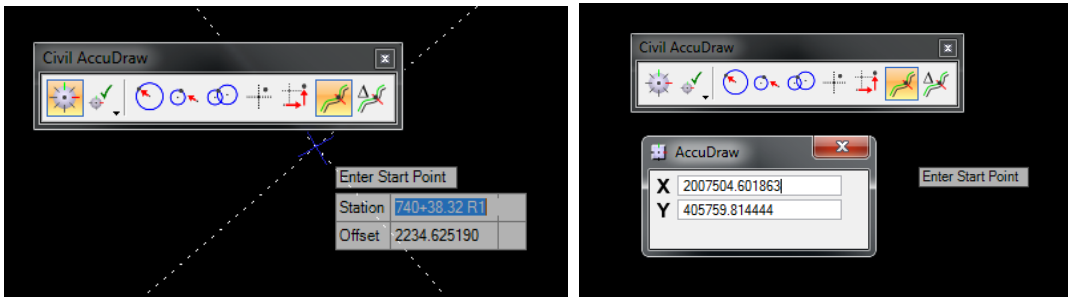 Civil AccuDraw
Enter Start Point
Station 740+38.32 R1
Offset 2234.625190
Civil AccuDraw
AccuDraw
X 2007504.601863
Y 405759.814444
Enter Start Point